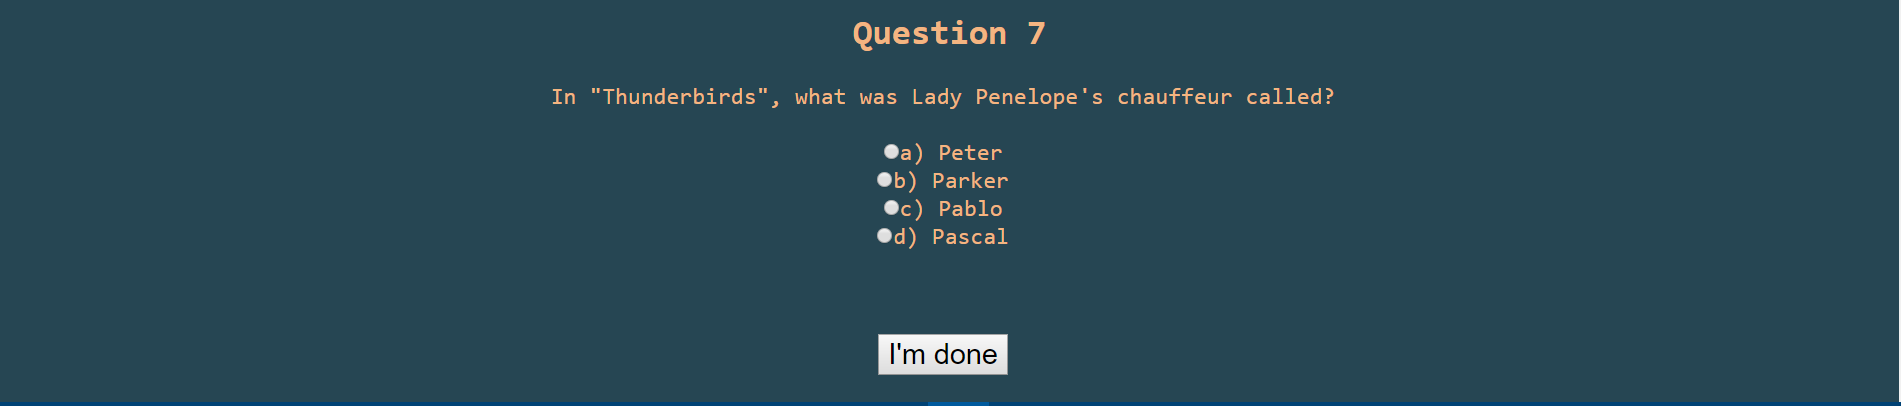 Question 7
In "Thunderbirds", what was Lady Penelope's chauffeur called?
a) Peter
b) Parker
c) Pablo
d) Pascal
I'm done